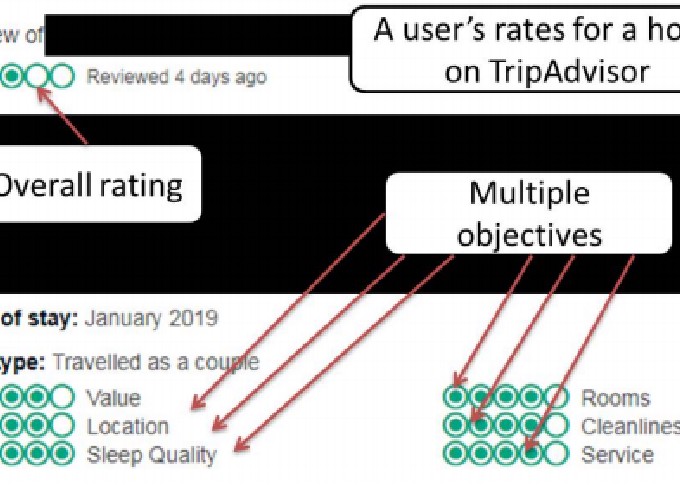 A user's rates for a ho
on TripAdvisor
ew of
Reviewed 4 days ago
Overall rating
Multiple
objectives
of stay: January 2019
ype: Travelled as a couple
Value
Location
Sleep Quality
Rooms
Cleanlines
Service